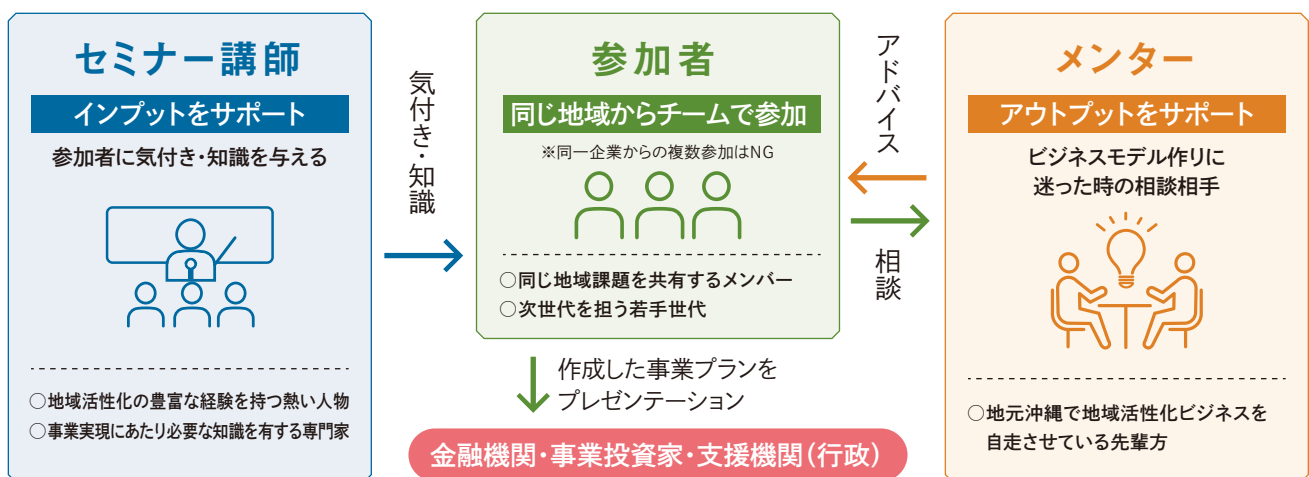 セミナー講師
インプットをサポート
参加者に気付き・知識を与える
○地域活性化の豊富な経験を持つ熱い人物
○事業実現にあたり必要な知識を有する専門家
気付き・知識
参加者
同じ地域からチームで参加
※同一企業からの複数参加はNG
○同じ地域課題を共有するメンバー
○次世代を担う若手世代
作成した事業プランを
プレゼンテーション
金融機関・事業投資家・支援機関(行政)
アドバイス
相談
メンター
アウトプットをサポート
ビジネスモデル作りに
迷った時の相談相手
○地元沖縄で地域活性化ビジネスを
自走させている先輩方